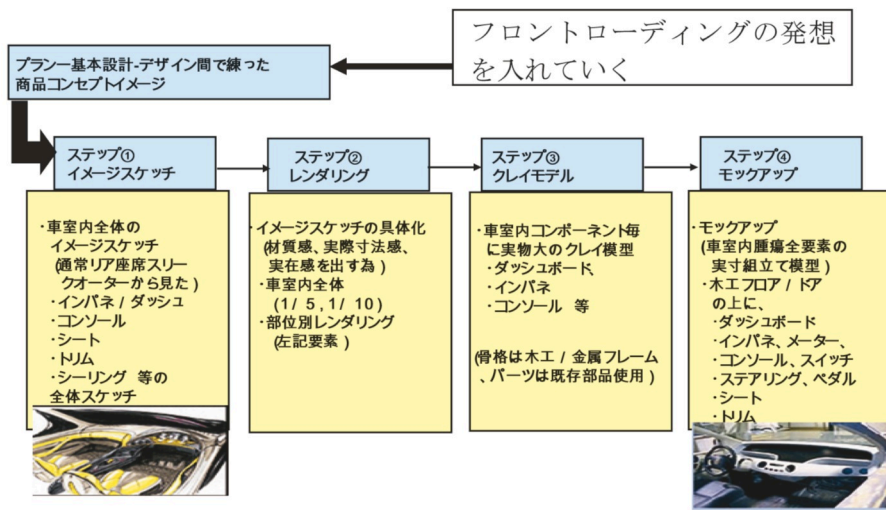 フロントローディングの発想
を入れていく
プランー基本設計-デザイン間で練った
商品コンセプトイメージ
ステップ①
イメージスケッチ
・車室内全体の
イメージスケッチ
(通常リア座席スリー
クオーターから見た)
・インパネ / ダッシュ
・コンソール
・シート
・トリム
・シーリング 等の
全体スケッチ
ステップ②
レンダリング
・イメージスケッチの具体化
(材質感、実際寸法感、
実在感を出す為)
・車室内全体
(1/ 5 , 1/ 10)
・部位別レンダリング
(左記要素)
ステップ③
クレイモデル
・車室内コンポーネント毎
に実物大のクレイ模型
・ダッシュボード、
・インパネ
・コンソール 等
(骨格は木工 / 金属フレーム
、パーツは既存部品使用)
ステップ④
モックアップ
・モックアップ
(車室内腫瘍全要素の
実寸組立て模型)
・木工フロア / ドア
の上に、
・ダッシュボード
・インパネ、メーター、
・コンソール、スイッチ
・ステアリング、ペダル
・シート
・トリム